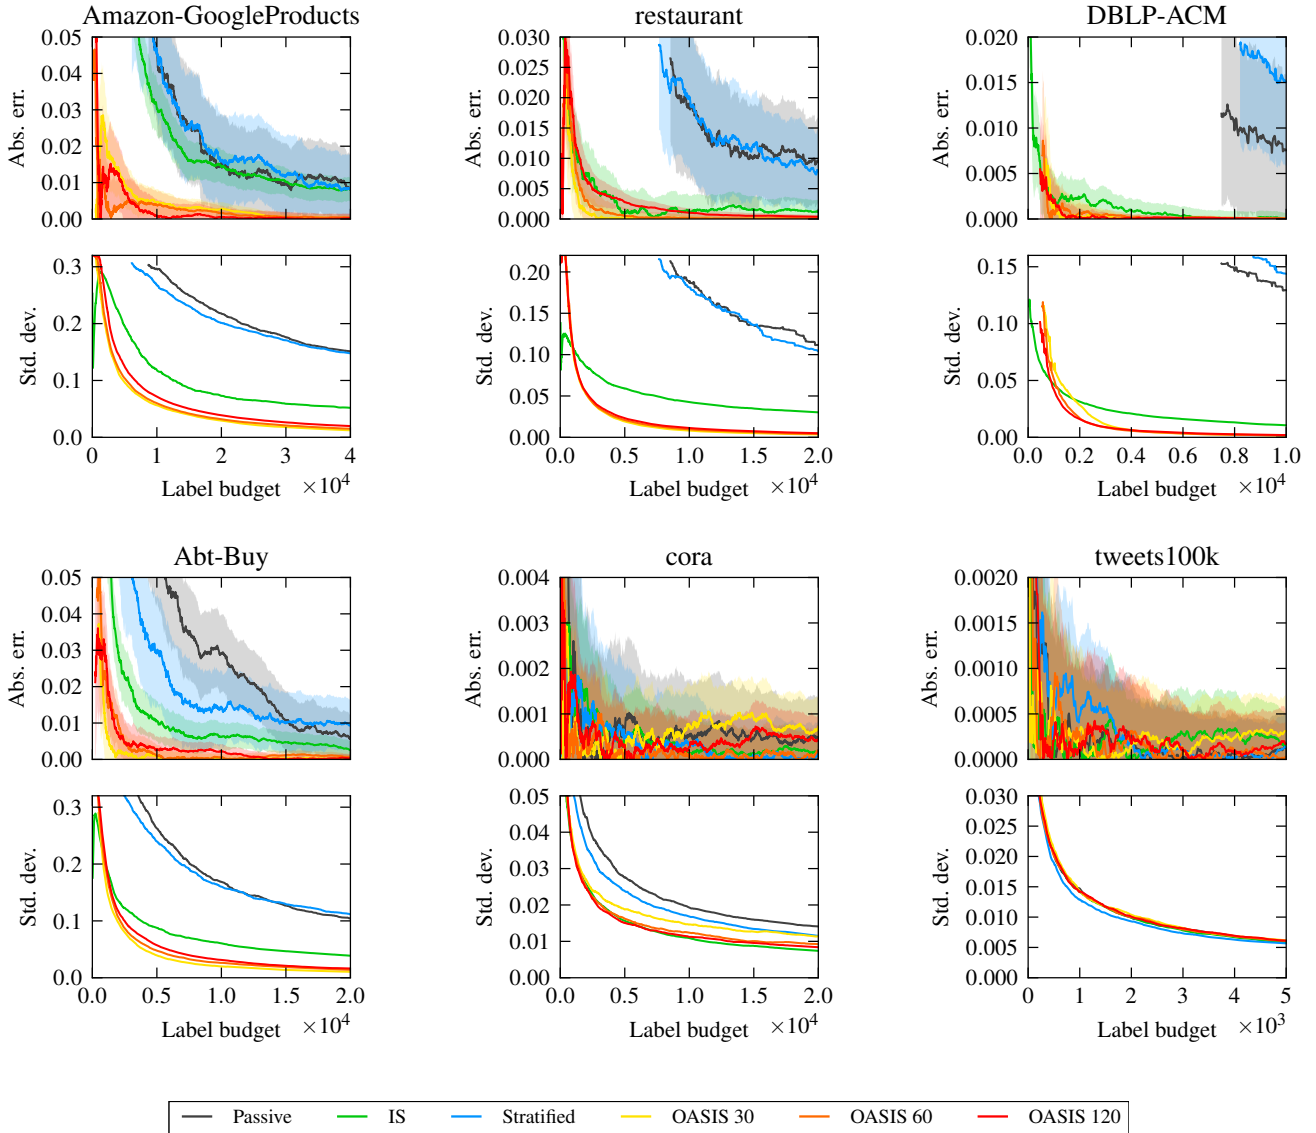 Amazon-GoogleProducts
restaurant
DBLP-ACM
0.05
0.04
0.03
0.02
0.01
0.00
Abs. err.
0.030
0.025
0.020
0.015
0.010
0.005
0.000
Abs. err.
0.020
0.015
0.010
0.005
0.000
Abs. err.
0.3
0.2
0.1
0.0
Std. dev.
0 1 2 3 4
Label budget ×10⁴
0.20
0.15
0.10
0.05
0.00
Std. dev.
0.0 0.5 1.0 1.5 2.0
Label budget ×10⁴
0.15
0.10
0.05
0.00
Std. dev.
0.0 0.2 0.4 0.6 0.8 1.0
Label budget ×10⁴
Abt-Buy
cora
tweets100k
0.05
0.04
0.03
0.02
0.01
0.00
Abs. err.
0.004
0.003
0.002
0.001
0.000
Abs. err.
0.0020
0.0015
0.0010
0.0005
0.0000
Abs. err.
0.3
0.2
0.1
0.0
Std. dev.
0.0 0.5 1.0 1.5 2.0
Label budget ×10⁴
0.05
0.04
0.03
0.02
0.01
0.00
Std. dev.
0.0 0.5 1.0 1.5 2.0
Label budget ×10⁴
0.030
0.025
0.020
0.015
0.010
0.005
0.000
Std. dev.
0 1 2 3 4 5
Label budget ×10³
Passive IS Stratified OASIS 30 OASIS 60 OASIS 120